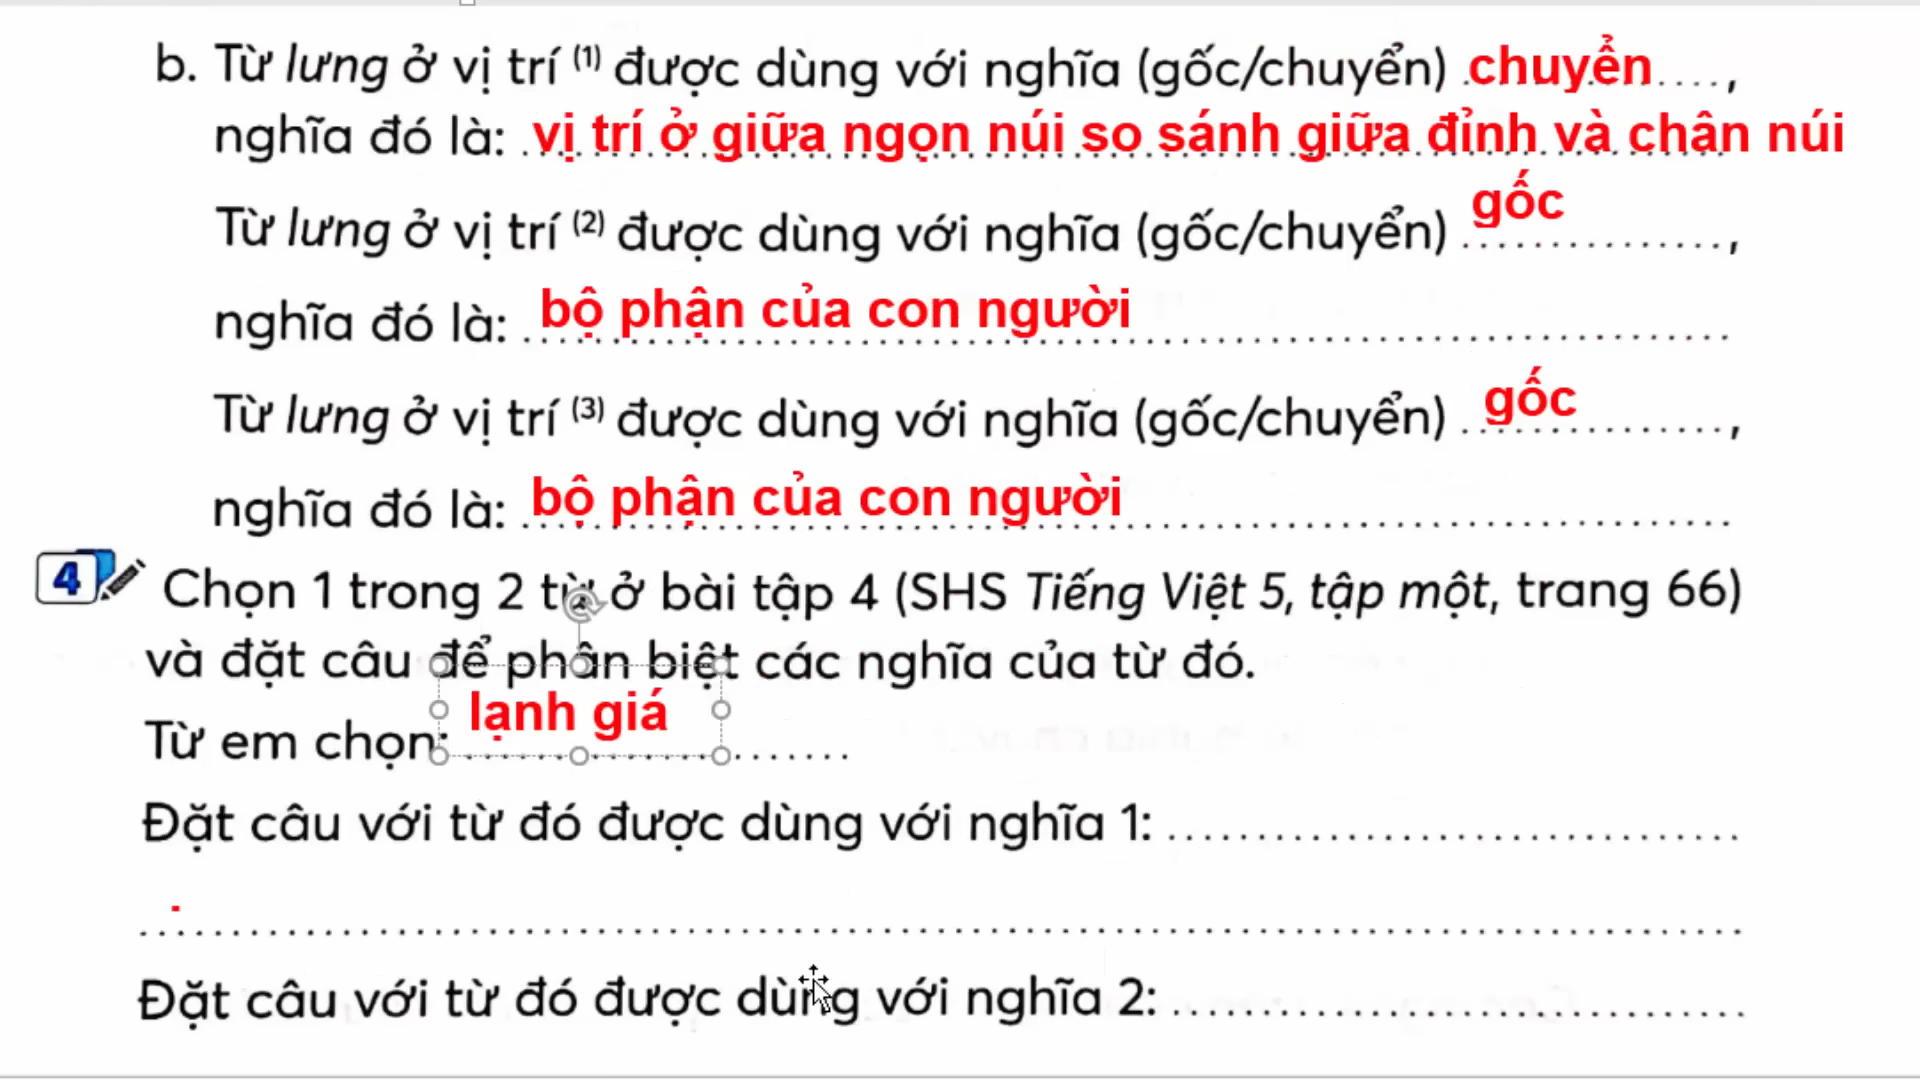 b. Từ lưng ở vị trí (1) được dùng với nghĩa (gốc/chuyển) chuyển....,
nghĩa đó là: vị trí ở giữa ngọn núi so sánh giữa đỉnh và chân núi
gốc
Từ lưng ở vị trí (2) được dùng với nghĩa (gốc/chuyển) ..............,
nghĩa đó là: bộ phận của con người
gốc
Từ lưng ở vị trí (3) được dùng với nghĩa (gốc/chuyển) ..............,
nghĩa đó là: bộ phận của con người
4 Chọn 1 trong 2 từ ở bài tập 4 (SHS Tiếng Việt 5, tập một, trang 66)
và đặt câu để phân biệt các nghĩa của từ đó.
Từ em chọn: lạnh giá
Đặt câu với từ đó được dùng với nghĩa 1:
Đặt câu với từ đó được dùng với nghĩa 2: